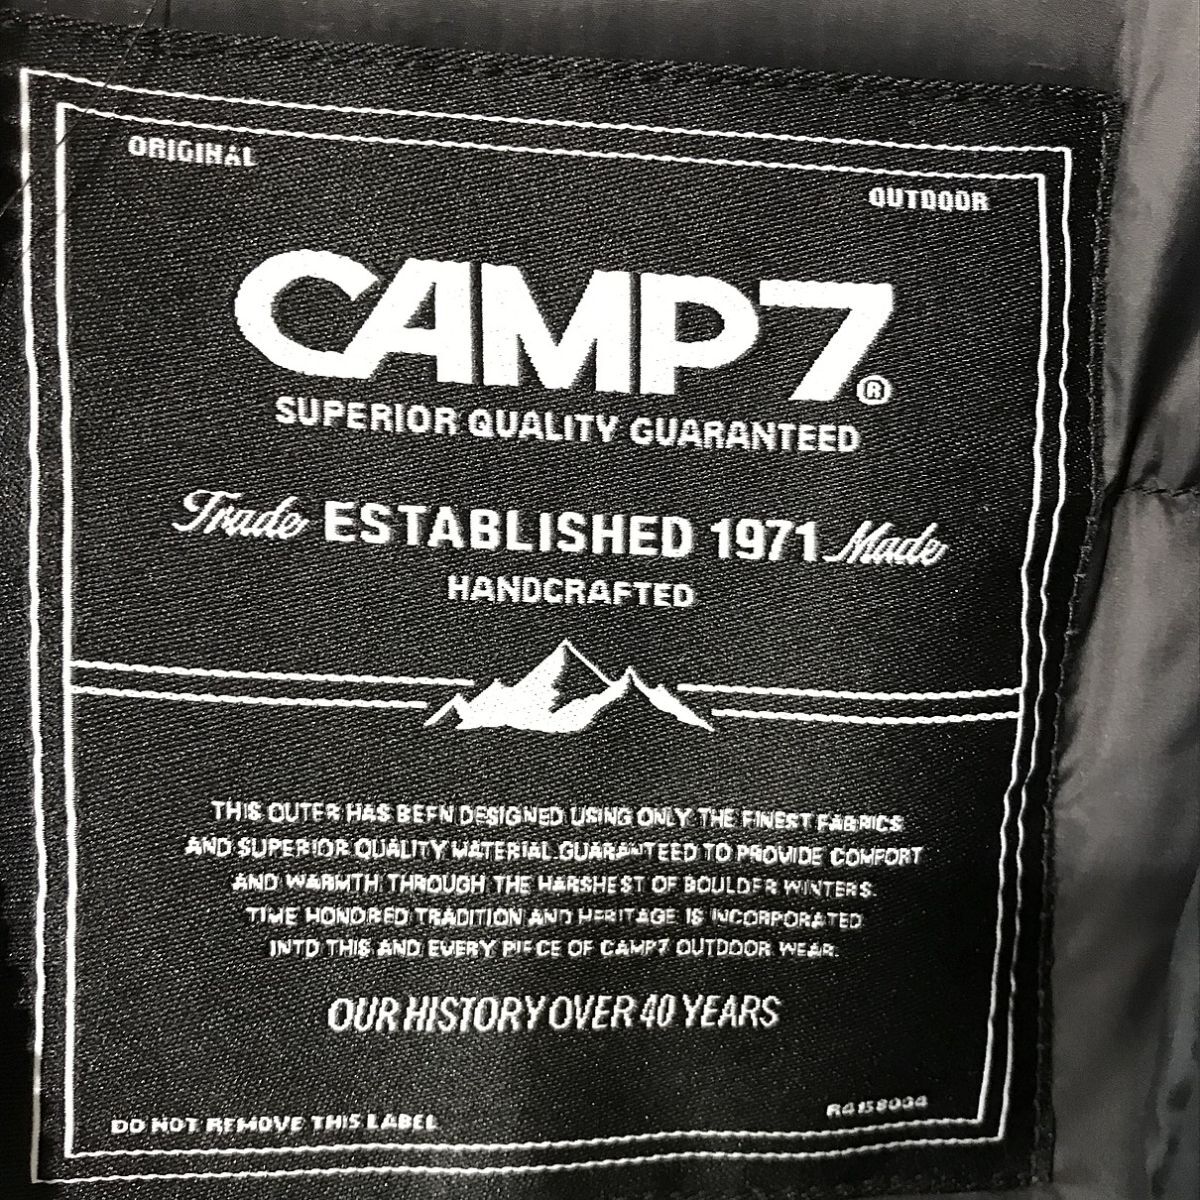 ORIGINAL
OUTDOOR
CAMP7®
SUPERIOR QUALITY GUARANTEED
Trade ESTABLISHED 1971 Made
HANDCRAFTED
THIS OUTER HAS BEEN DESIGNED USING ONLY THE FINEST FABRICS
AND SUPERIOR QUALITY MATERIAL GUARANTEED TO PROVIDE COMFORT
AND WARMTH THROUGH THE HARSHEST OF BOULDER WINTERS.
TIME HONORED TRADITION AND HERITAGE IS INCORPORATED
INTO THIS AND EVERY PIECE OF CAMP7 OUTDOOR WEAR.
OUR HISTORY OVER 40 YEARS
DO NOT REMOVE THIS LABEL